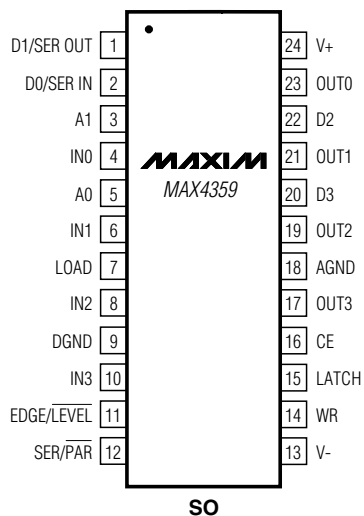 D1/SER OUT 1
D0/SER IN 2
A1 3
IN0 4
A0 5
IN1 6
LOAD 7
IN2 8
DGND 9
IN3 10
EDGE/L̅E̅V̅E̅L̅ 11
SER/P̅A̅R̅ 12
MAXIM
MAX4359
24 V+
23 OUT0
22 D2
21 OUT1
20 D3
19 OUT2
18 AGND
17 OUT3
16 CE
15 LATCH
14 WR
13 V-
SO